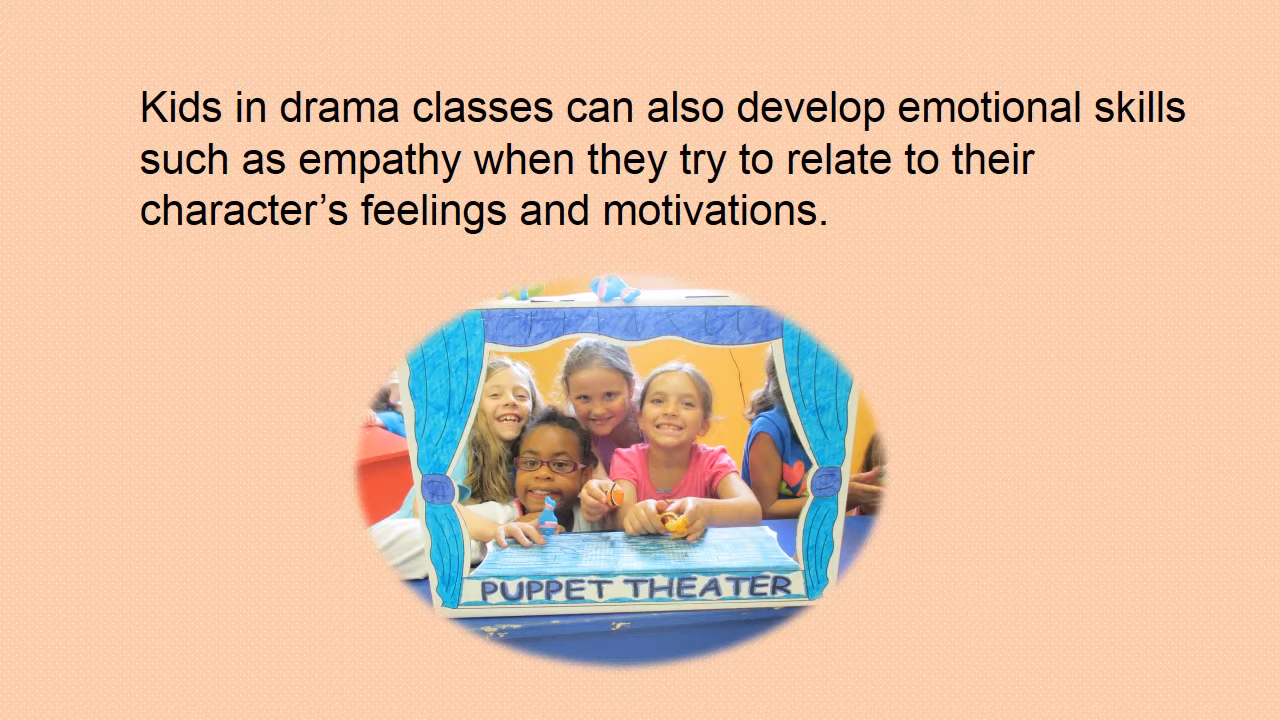 Kids in drama classes can also develop emotional skills
such as empathy when they try to relate to their
character’s feelings and motivations.
PUPPET THEATER